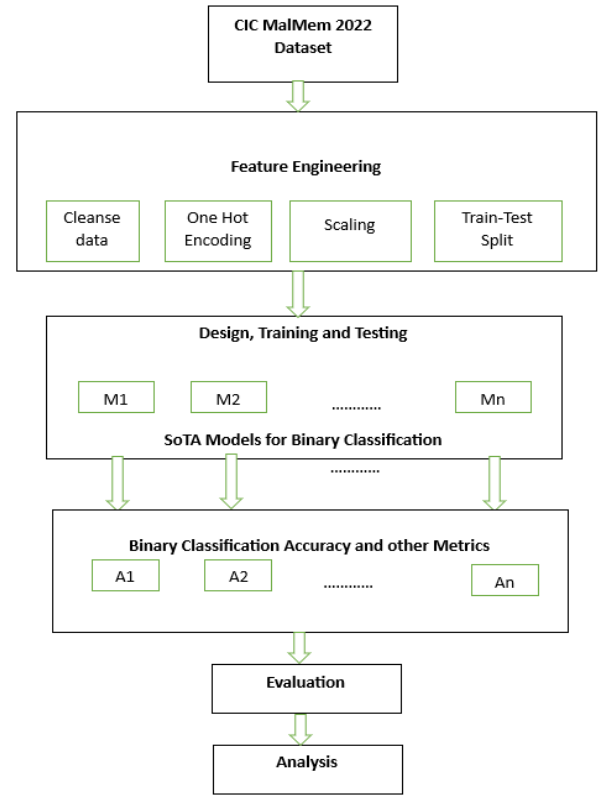 CIC MalMem 2022
Dataset
Feature Engineering
Cleanse
data
One Hot
Encoding
Scaling
Train-Test
Split
Design, Training and Testing
M1
M2
............
Mn
SoTA Models for Binary Classification
............
Binary Classification Accuracy and other Metrics
A1
A2
............
An
Evaluation
Analysis